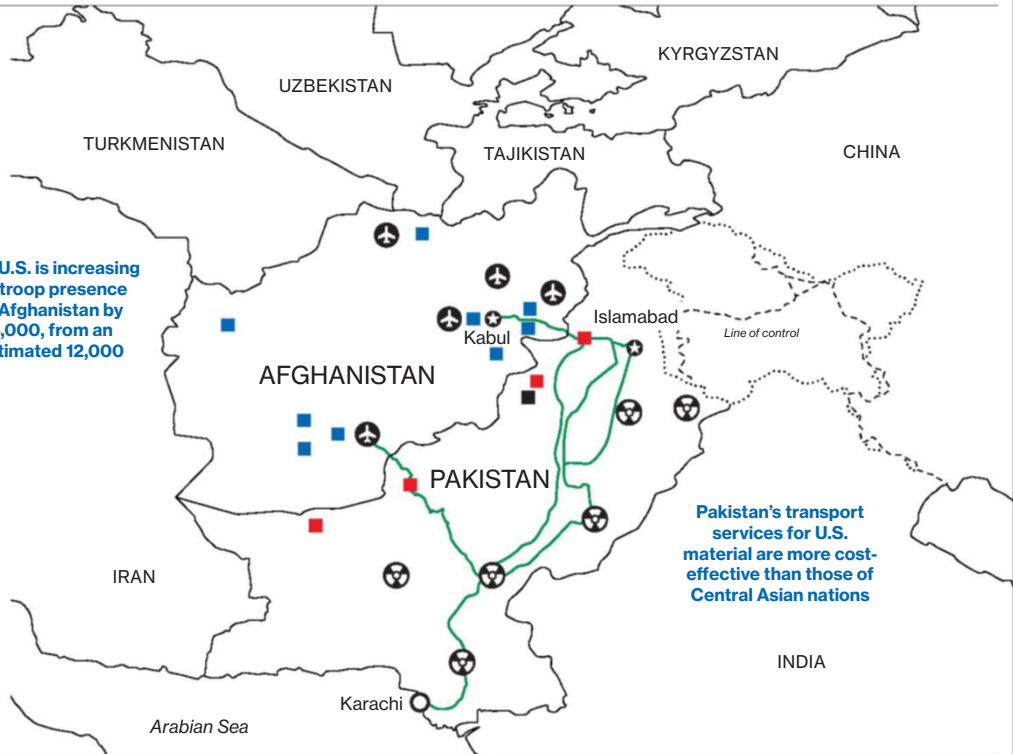 KYRGYZSTAN
UZBEKISTAN
TURKMENISTAN
TAJIKISTAN
CHINA
U.S. is increasing
troop presence
Afghanistan by
,000, from an
timated 12,000
Islamabad
Line of control
Kabul
AFGHANISTAN
PAKISTAN
Pakistan’s transport
services for U.S.
material are more cost-
effective than those of
Central Asian nations
IRAN
INDIA
Karachi
Arabian Sea